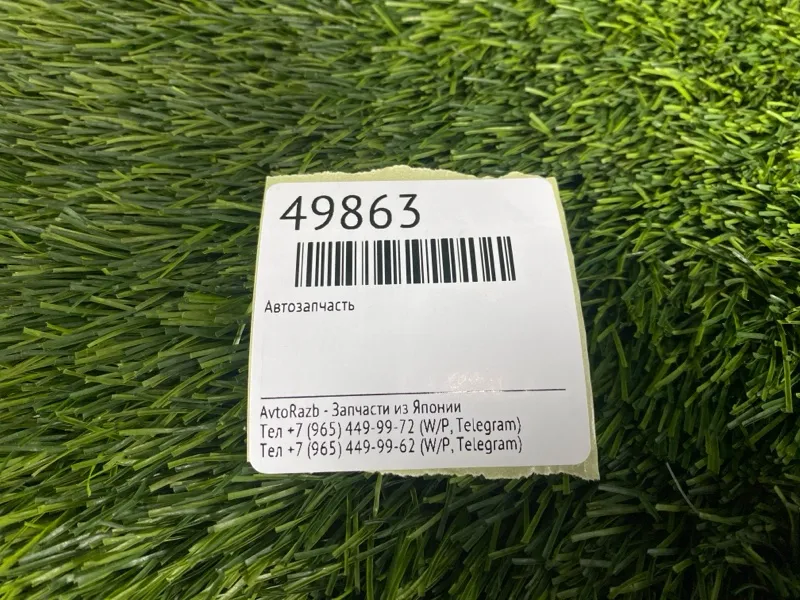 49863
Автозапчасть
AvtoRazb - Запчасти из Японии
Тел +7 (965) 449-99-72 (W/P, Telegram)
Тел +7 (965) 449-99-62 (W/P, Telegram)